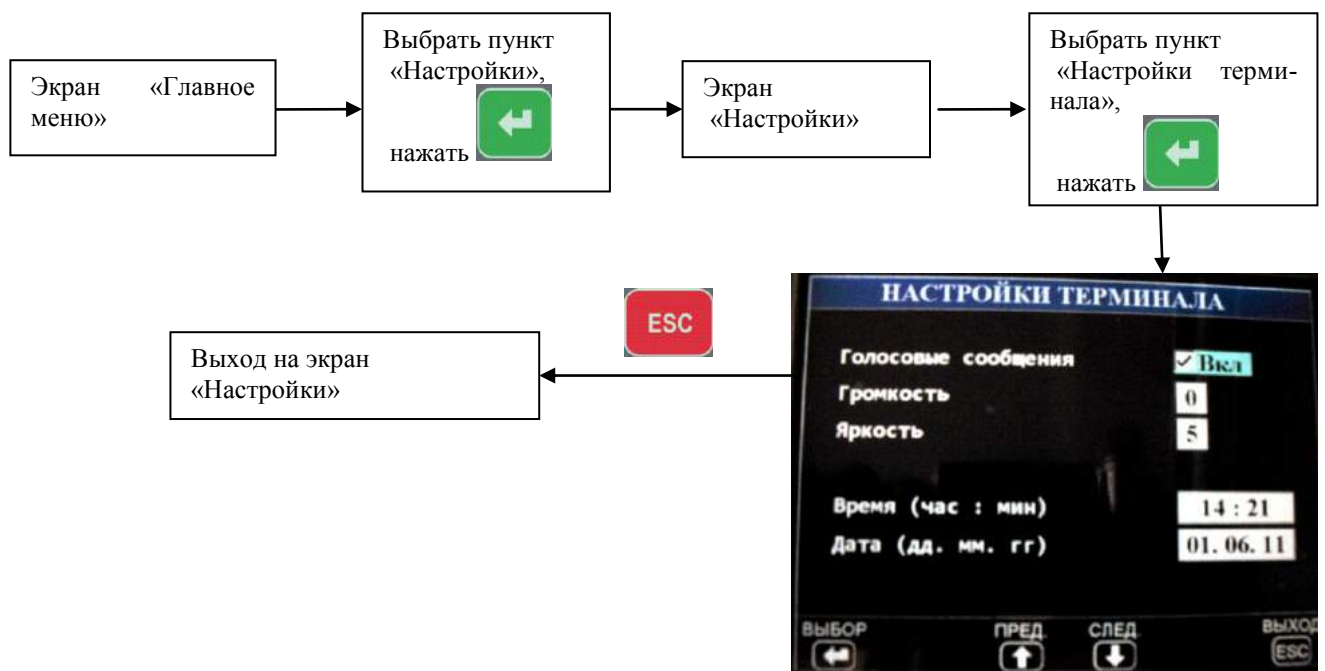 Экран «Главное
меню»
Выбрать пункт
«Настройки»,
нажать
Экран
«Настройки»
Выбрать пункт
«Настройки терми-
нала»,
нажать
НАСТРОЙКИ ТЕРМИНАЛА
Голосовые сообщения Вкл
Громкость 0
Яркость 5
Время (час : мин) 14 : 21
Дата (дд. мм. гг) 01. 06. 11
ВЫБОР ПРЕД. СЛЕД. ВЫХОД
ESC
ESC
Выход на экран
«Настройки»